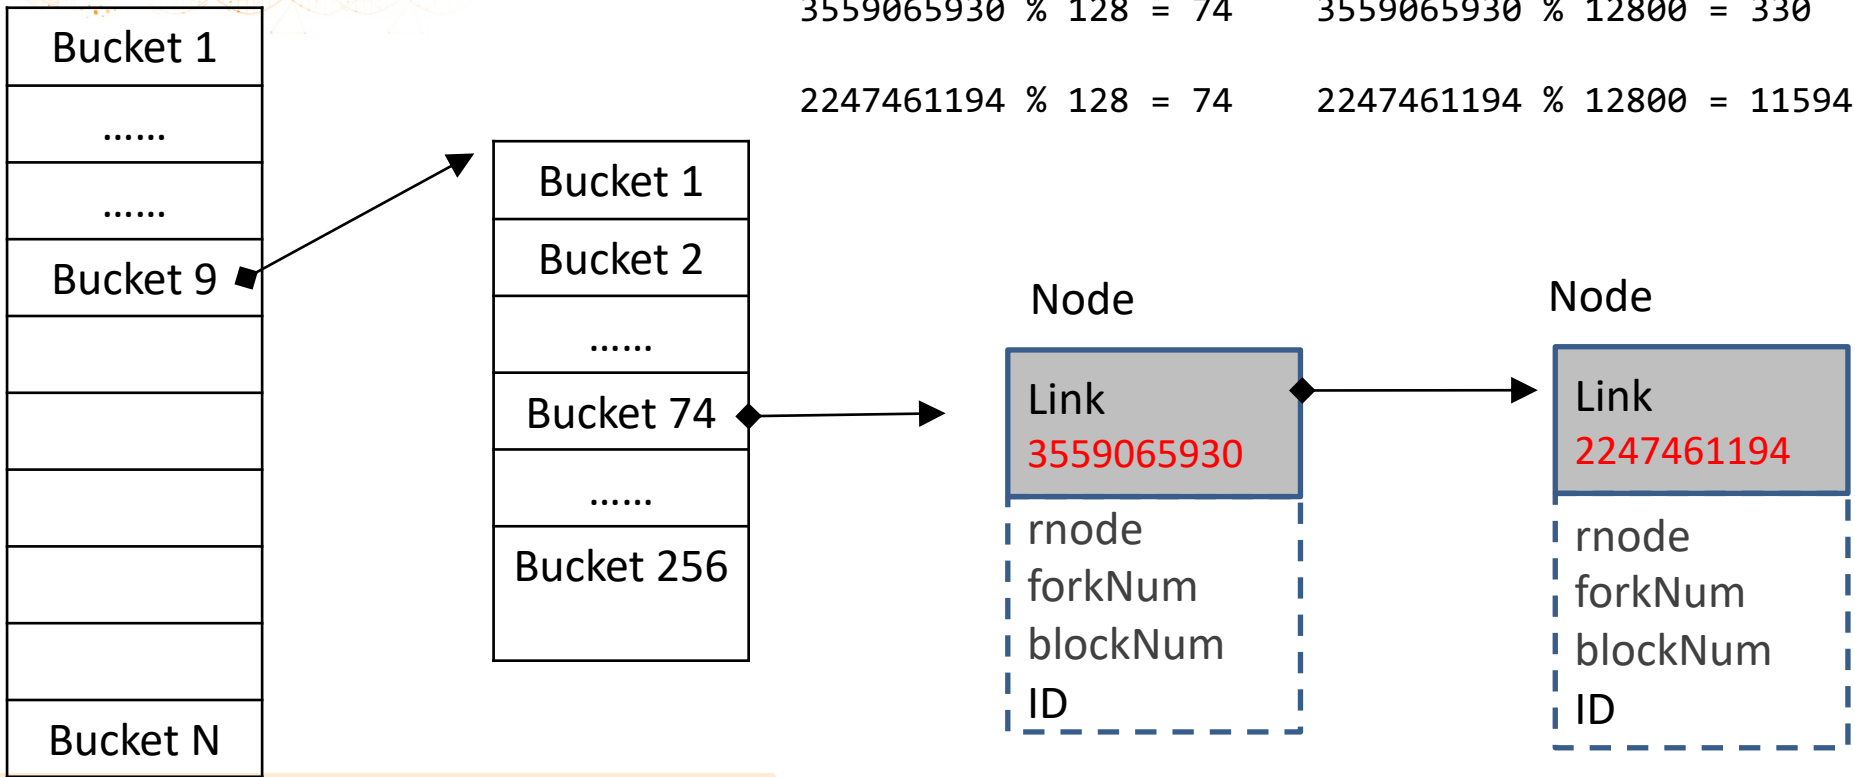 3559065930 % 128 = 74    3559065930 % 12800 = 330
2247461194 % 128 = 74    2247461194 % 12800 = 11594
Bucket 1
......
......
Bucket 9
Bucket N
Bucket 1
Bucket 2
......
Bucket 74
......
Bucket 256
Node
Link
3559065930
rnode
forkNum
blockNum
ID
Node
Link
2247461194
rnode
forkNum
blockNum
ID